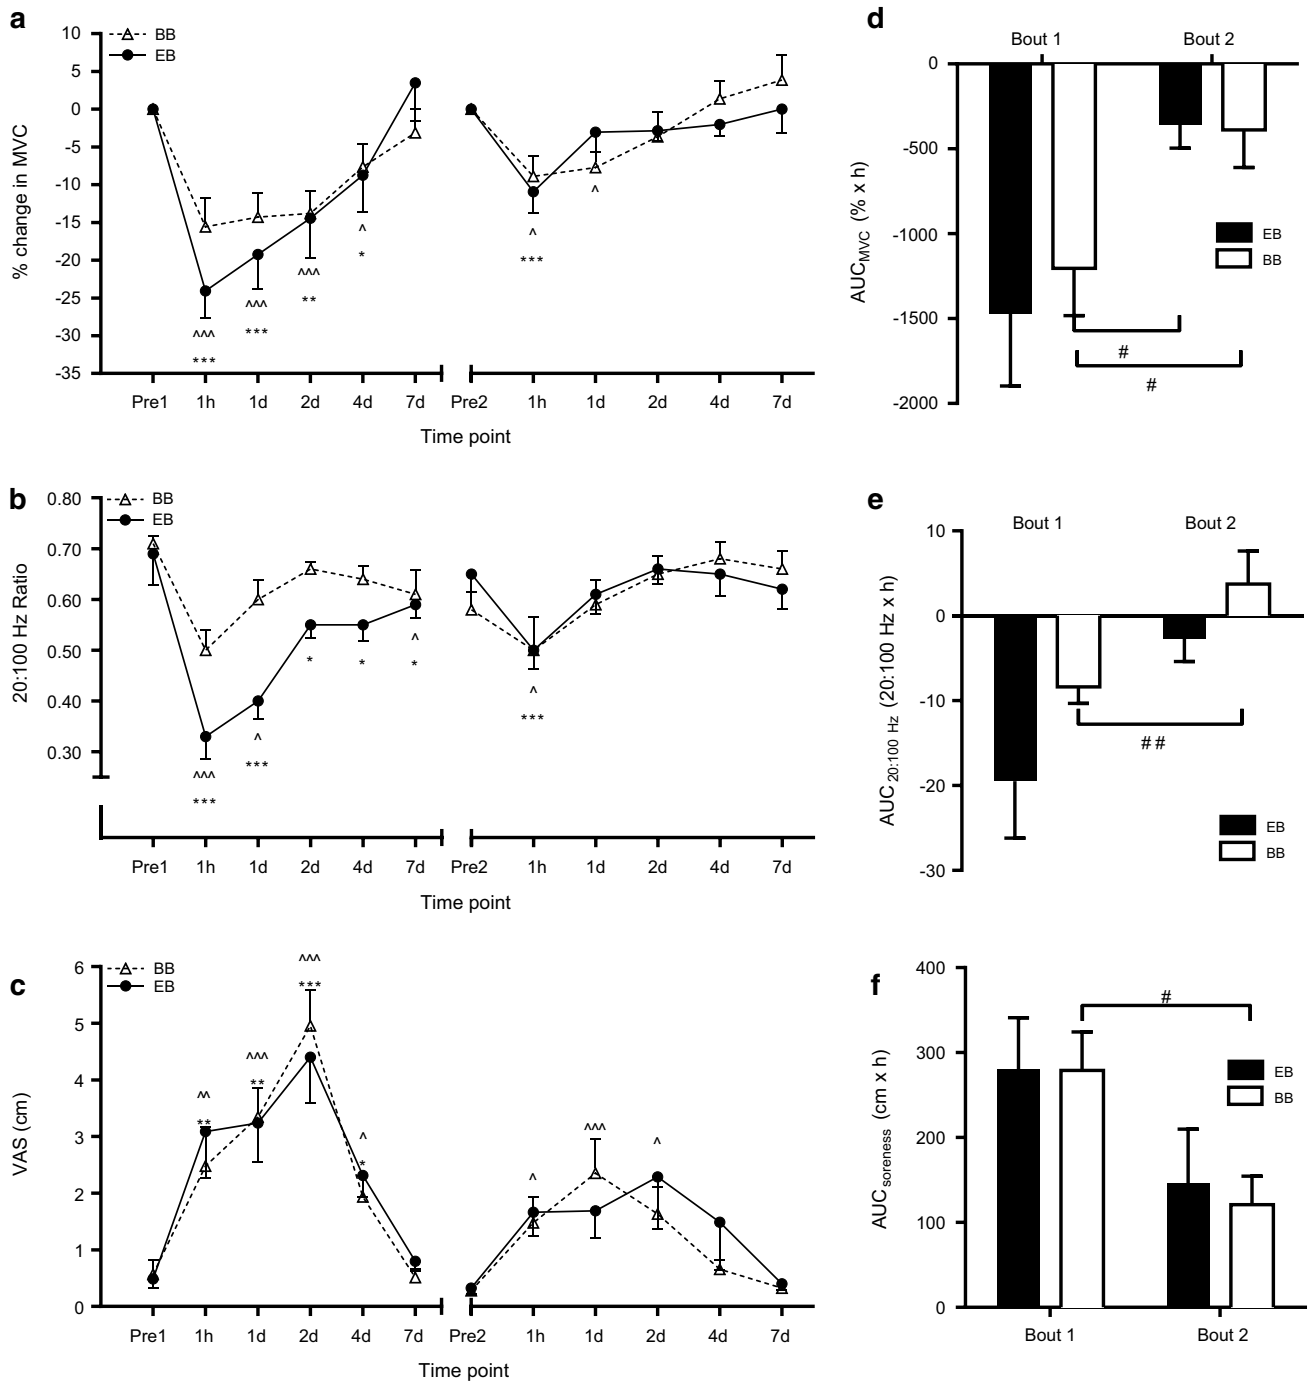 a
BB
EB
10
5
0
-5
-10
-15
-20
-25
-30
-35
% change in MVC
^^^
***
^^^
***
^^^
**
^
*
^
***
^
Pre1 1h 1d 2d 4d 7d Pre2 1h 1d 2d 4d 7d
Time point
d
Bout 1 Bout 2
0
-500
-1000
-1500
-2000
AUCMVC (% x h)
EB
BB
#
#
b
BB
EB
0.80
0.70
0.60
0.50
0.40
0.30
20:100 Hz Ratio
^^^
***
^
***
*
*
^
*
^
***
Pre1 1h 1d 2d 4d 7d Pre2 1h 1d 2d 4d 7d
Time point
e
Bout 1 Bout 2
10
0
-10
-20
-30
AUC20:100 Hz (20:100 Hz x h)
##
EB
BB
c
BB
EB
6
5
4
3
2
1
0
VAS (cm)
^^
**
^^^
**
^^^
***
^
*
^
^^^
^
Pre1 1h 1d 2d 4d 7d Pre2 1h 1d 2d 4d 7d
Time point
f
400
300
200
100
0
AUCsoreness (cm x h)
#
EB
BB
Bout 1 Bout 2